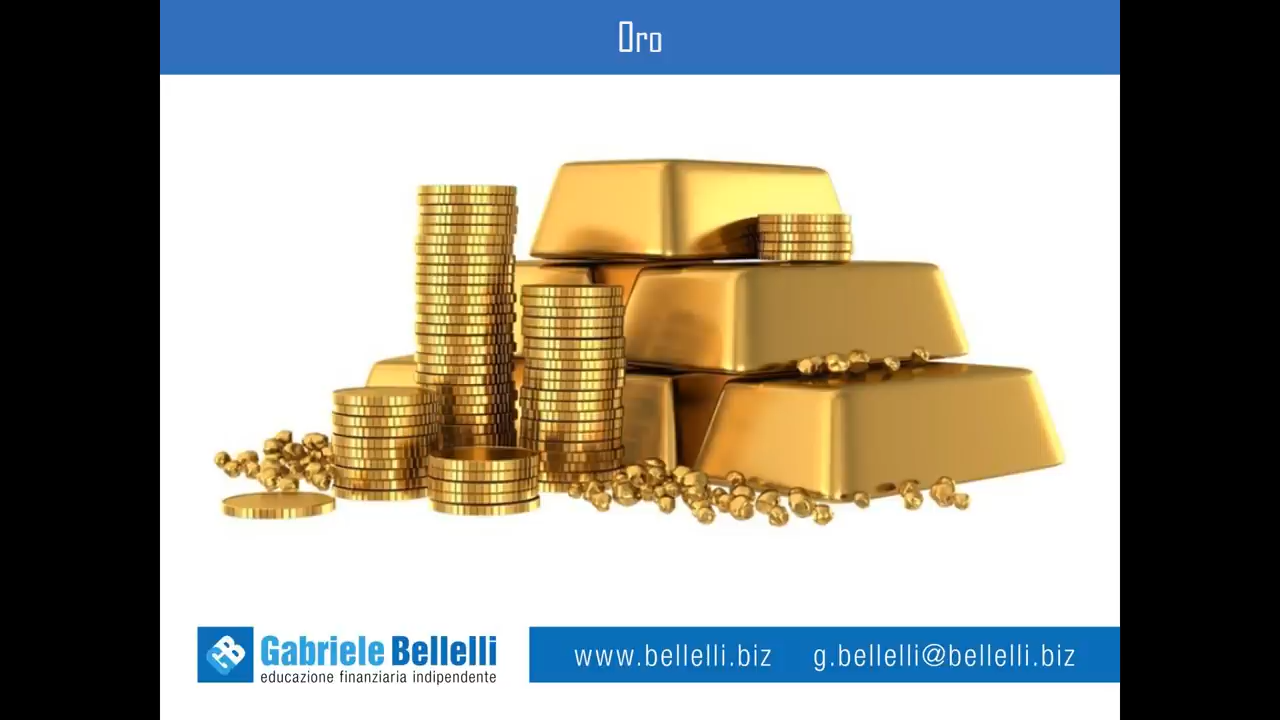 Oro
Gabriele Bellelli
educazione finanziaria indipendente
www.bellelli.biz g.bellelli@bellelli.biz